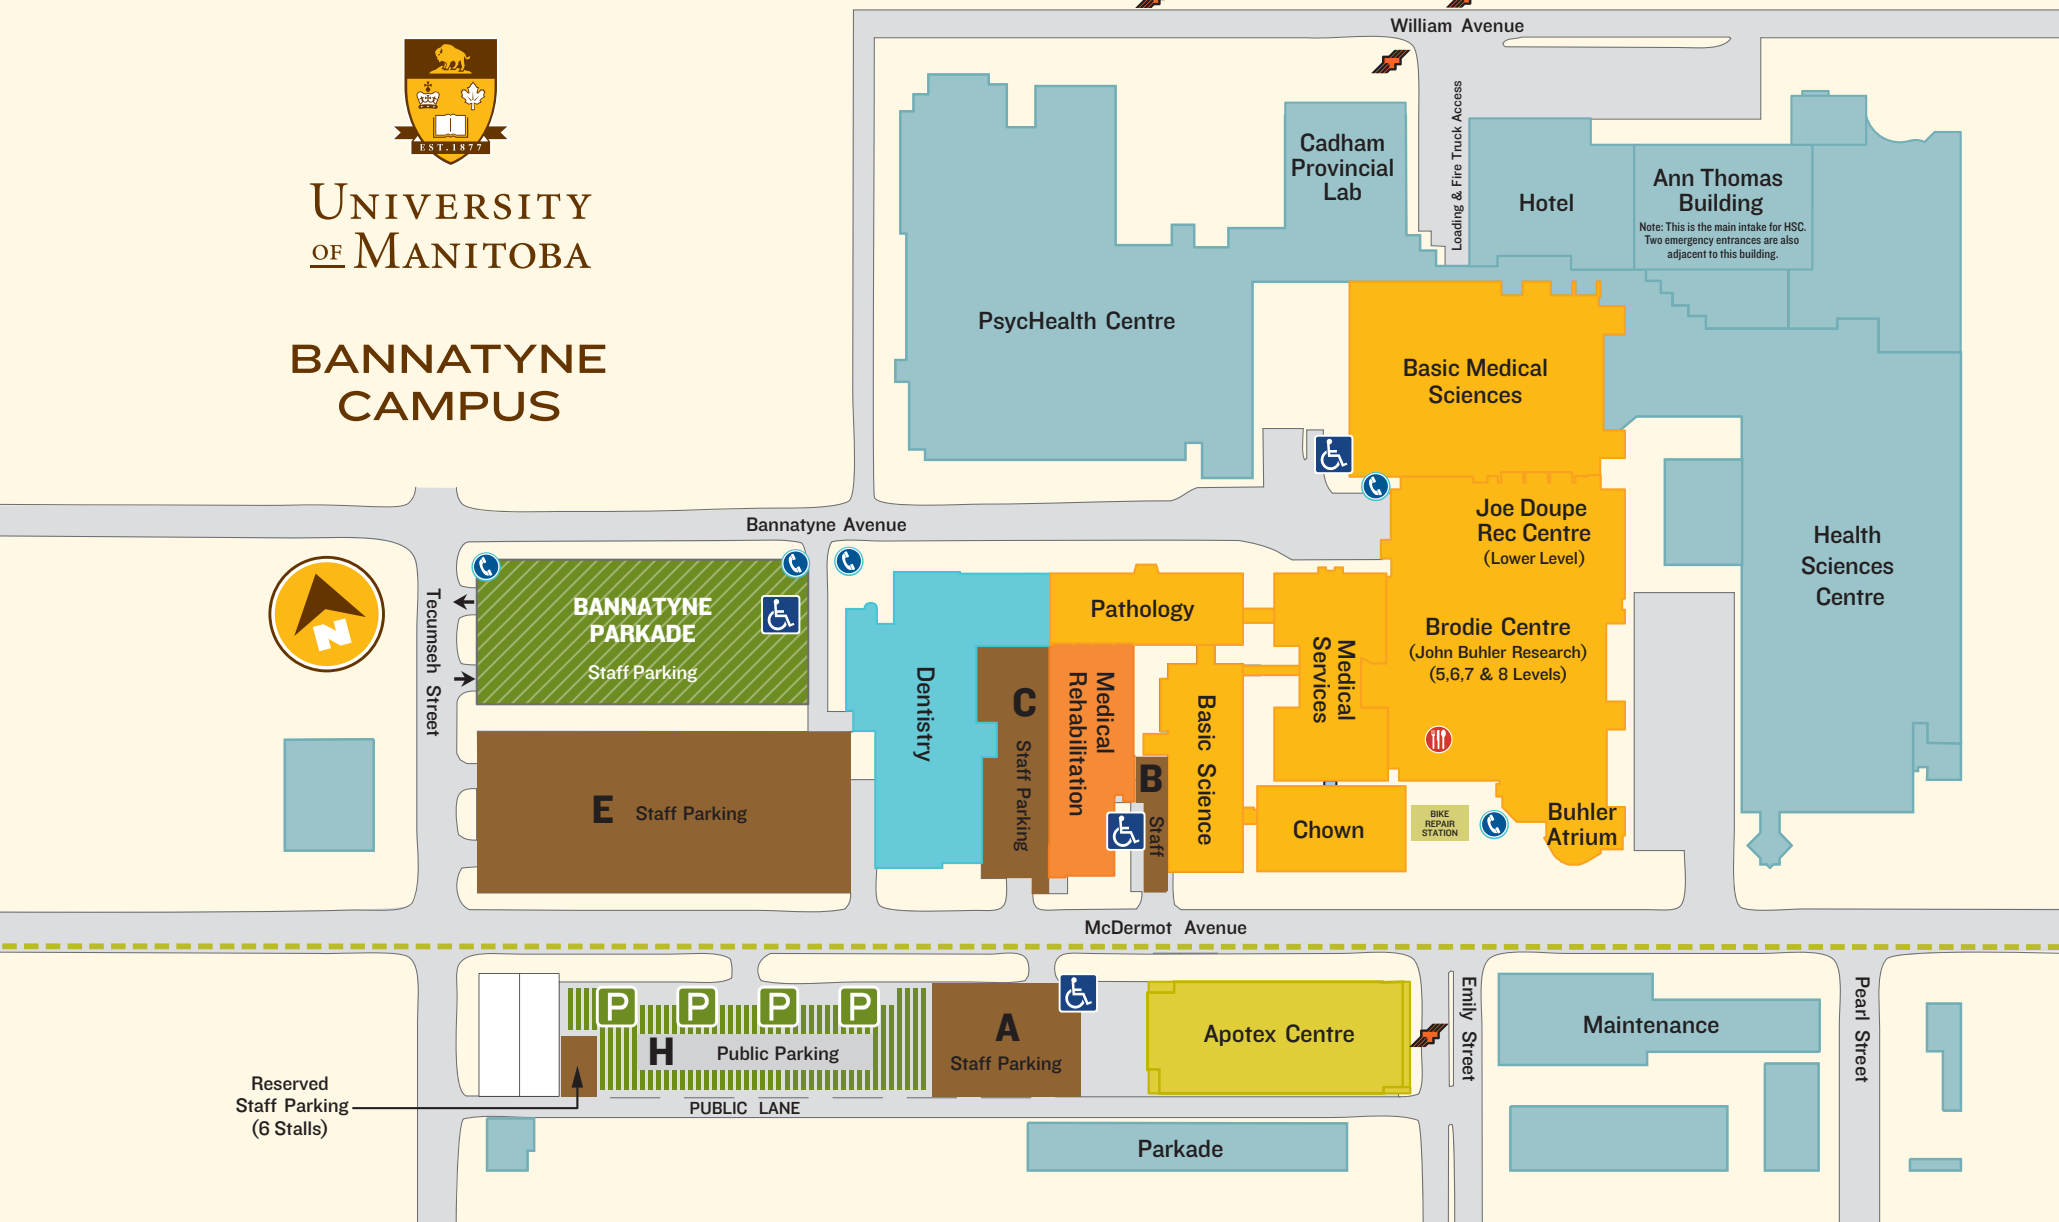 EST. 1877
UNIVERSITY
OF MANITOBA
BANNATYNE
CAMPUS
William Avenue
Loading & Fire Truck Access
Cadham
Provincial
Lab
Hotel
Ann Thomas
Building
Note: This is the main intake for HSC.
Two emergency entrances are also
adjacent to this building.
PsycHealth Centre
Basic Medical
Sciences
Joe Doupe
Rec Centre
(Lower Level)
Health
Sciences
Centre
Bannatyne Avenue
N
Tecumseh Street
BANNATYNE
PARKADE
Staff Parking
Pathology
Medical
Services
Brodie Centre
(John Buhler Research)
(5,6,7 & 8 Levels)
Dentistry
C
Staff Parking
Medical
Rehabilitation
B
Staff
Basic Science
E Staff Parking
Chown
BIKE
REPAIR
STATION
Buhler
Atrium
McDermot Avenue
P P P P
H Public Parking
A
Staff Parking
Apotex Centre
Emily Street
Maintenance
Pearl Street
Reserved
Staff Parking
(6 Stalls)
PUBLIC LANE
Parkade